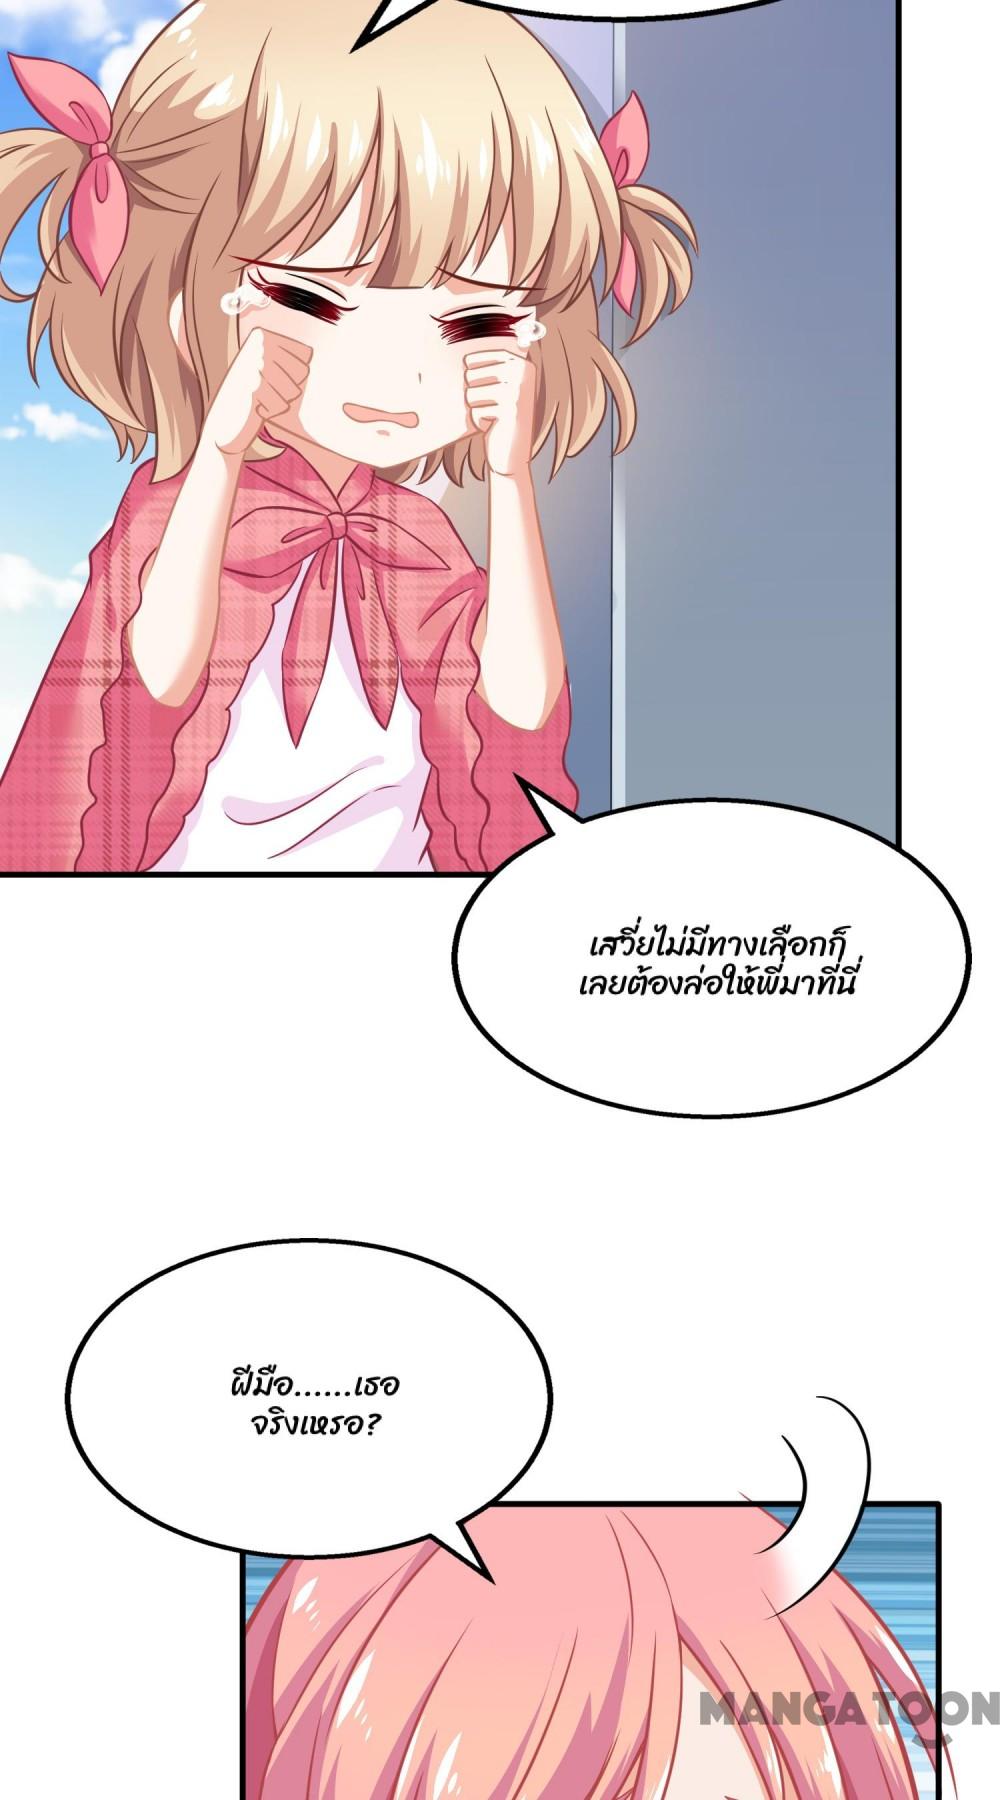 เสวี่ยไม่มีทางเลือกก็
เลยต้องล่อให้พี่มาที่นี่
ฝีมือ......เธอ
จริงเหรอ?
MANGATOON